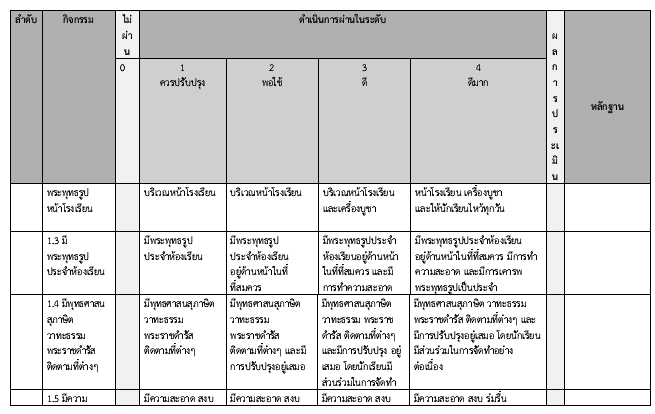 ลำดับ
กิจกรรม
ไม่
ผ่า
น
0
ดำเนินการผ่านในระดับ
1
ควรปรับปรุง
2
พอใช้
3
ดี
4
ดีมาก
ผ
ล
ก
า
ร
ป
ร
ะเ
มิ
น
หลักฐาน
พระพุทธรูป
หน้าโรงเรียน
บริเวณหน้าโรงเรียน
บริเวณหน้าโรงเรียน
บริเวณหน้าโรงเรียน
และเครื่องบูชา
หน้าโรงเรียน เครื่องบูชา
และให้นักเรียนไหว้ทุกวัน
1.3 มี
พระพุทธรูป
ประจำห้องเรียน
มีพระพุทธรูป
ประจำห้องเรียน
มีพระพุทธรูป
ประจำห้องเรียน
อยู่ด้านหน้าในที่
ที่สมควร
มีพระพุทธรูปประจำ
ห้องเรียนอยู่ด้านหน้า
ในที่ที่สมควร และมี
การทำความสะอาด
มีพระพุทธรูปประจำห้องเรียน
อยู่ด้านหน้าในที่ที่สมควร มีการทำ
ความสะอาด และมีการเคารพ
พระพุทธรูปเป็นประจำ
1.4 มีพุทธศาสน
สุภาษิต
วาทะธรรม
พระราชดำรัส
ติดตามที่ต่างๆ
มีพุทธศาสนสุภาษิต
วาทะธรรม
พระราชดำรัส
ติดตามที่ต่างๆ
มีพุทธศาสนสุภาษิต
วาทะธรรม
พระราชดำรัส
ติดตามที่ต่างๆ และมี
การปรับปรุงอยู่เสมอ
มีพุทธศาสนสุภาษิต
วาทะธรรม พระราช
ดำรัส ติดตามที่ต่างๆ
และมีการปรับปรุง อยู่
เสมอ โดยนักเรียนมี
ส่วนร่วมในการจัดทำ
มีพุทธศาสนสุภาษิต วาทะธรรม
พระราชดำรัส ติดตามที่ต่างๆ และ
มีการปรับปรุงอยู่เสมอ โดยนักเรียน
มีส่วนร่วมในการจัดทำอย่าง
ต่อเนื่อง
1.5 มีความ
มีความสะอาด สงบ
มีความสะอาด สงบ
มีความสะอาด สงบ
มีความสะอาด สงบ ร่มรื่น